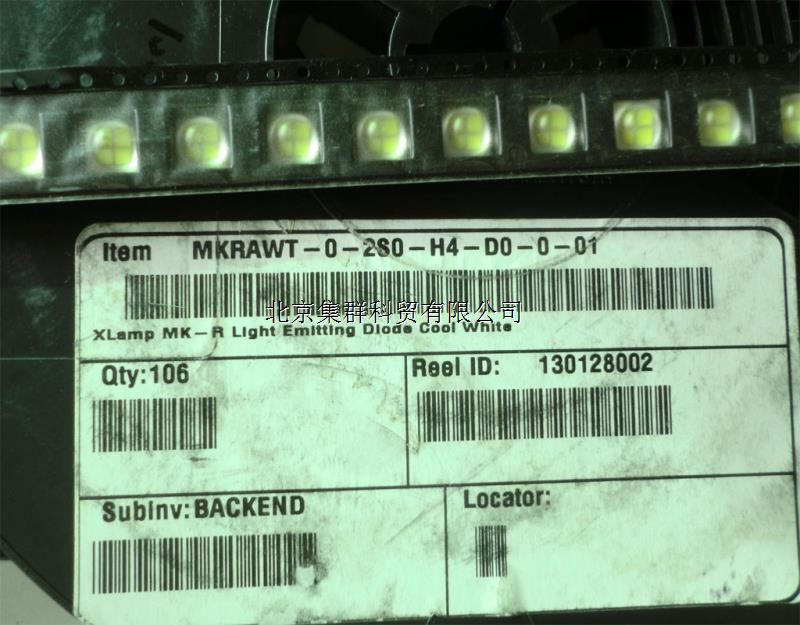 Item MKRAWT-0-2S0-H4-D0-0-01
北京集群科贸有限公司
XLamp MK-R Light Emitting Diode Cool White
Qty:106
Reel ID: 130128002
SubInv:BACKEND
Locator: